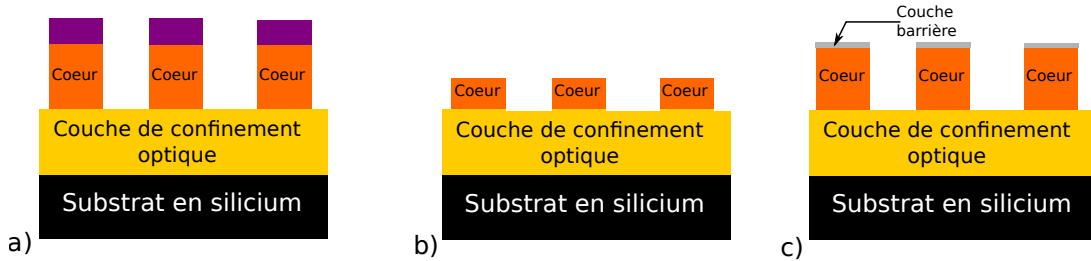 Coeur Coeur Coeur
Couche de confinement
optique
Substrat en silicium
a)
Coeur Coeur Coeur
Couche de confinement
optique
Substrat en silicium
b)
Couche
barrière
Coeur Coeur Coeur
Couche de confinement
optique
Substrat en silicium
c)